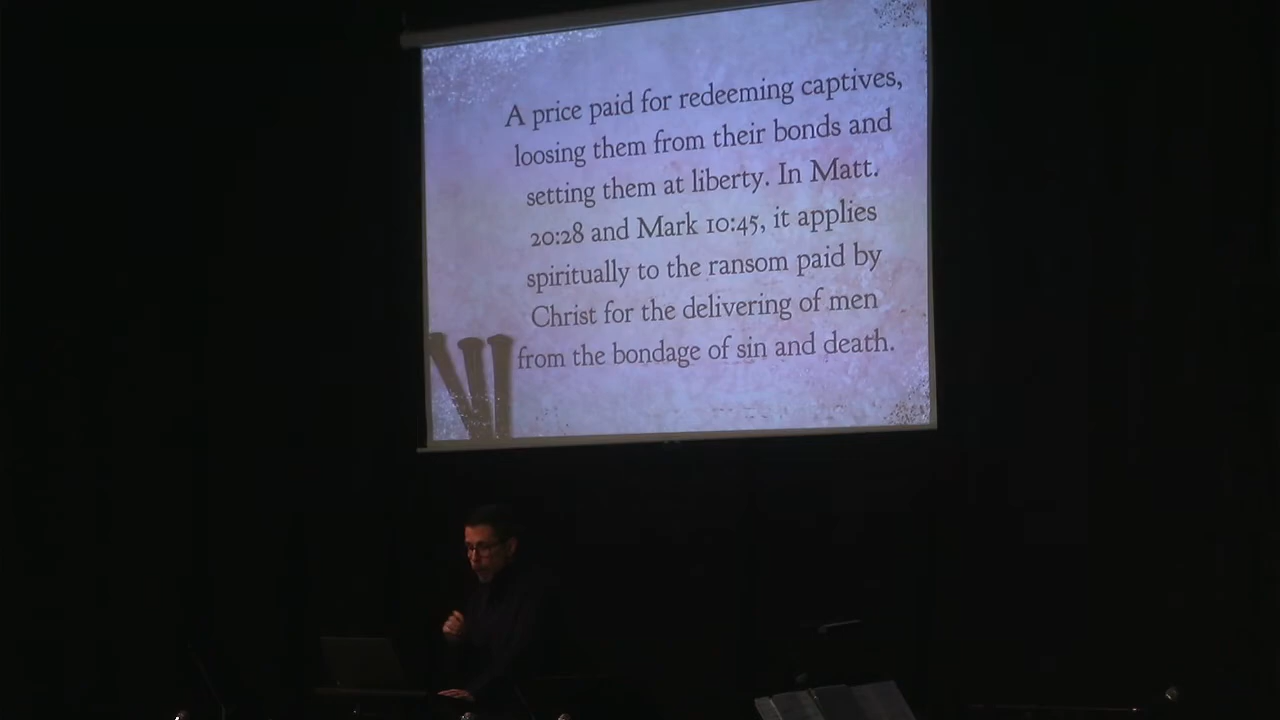 A price paid for redeeming captives,
loosing them from their bonds and
setting them at liberty. In Matt.
20:28 and Mark 10:45, it applies
spiritually to the ransom paid by
Christ for the delivering of men
from the bondage of sin and death.